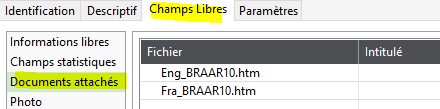 Identification Descriptif Champs Libres Paramètres
Informations libres
Champs statistiques
Documents attachés
Photo
Fichier Intitulé
Eng_BRAAR10.htm
Fra_BRAAR10.htm